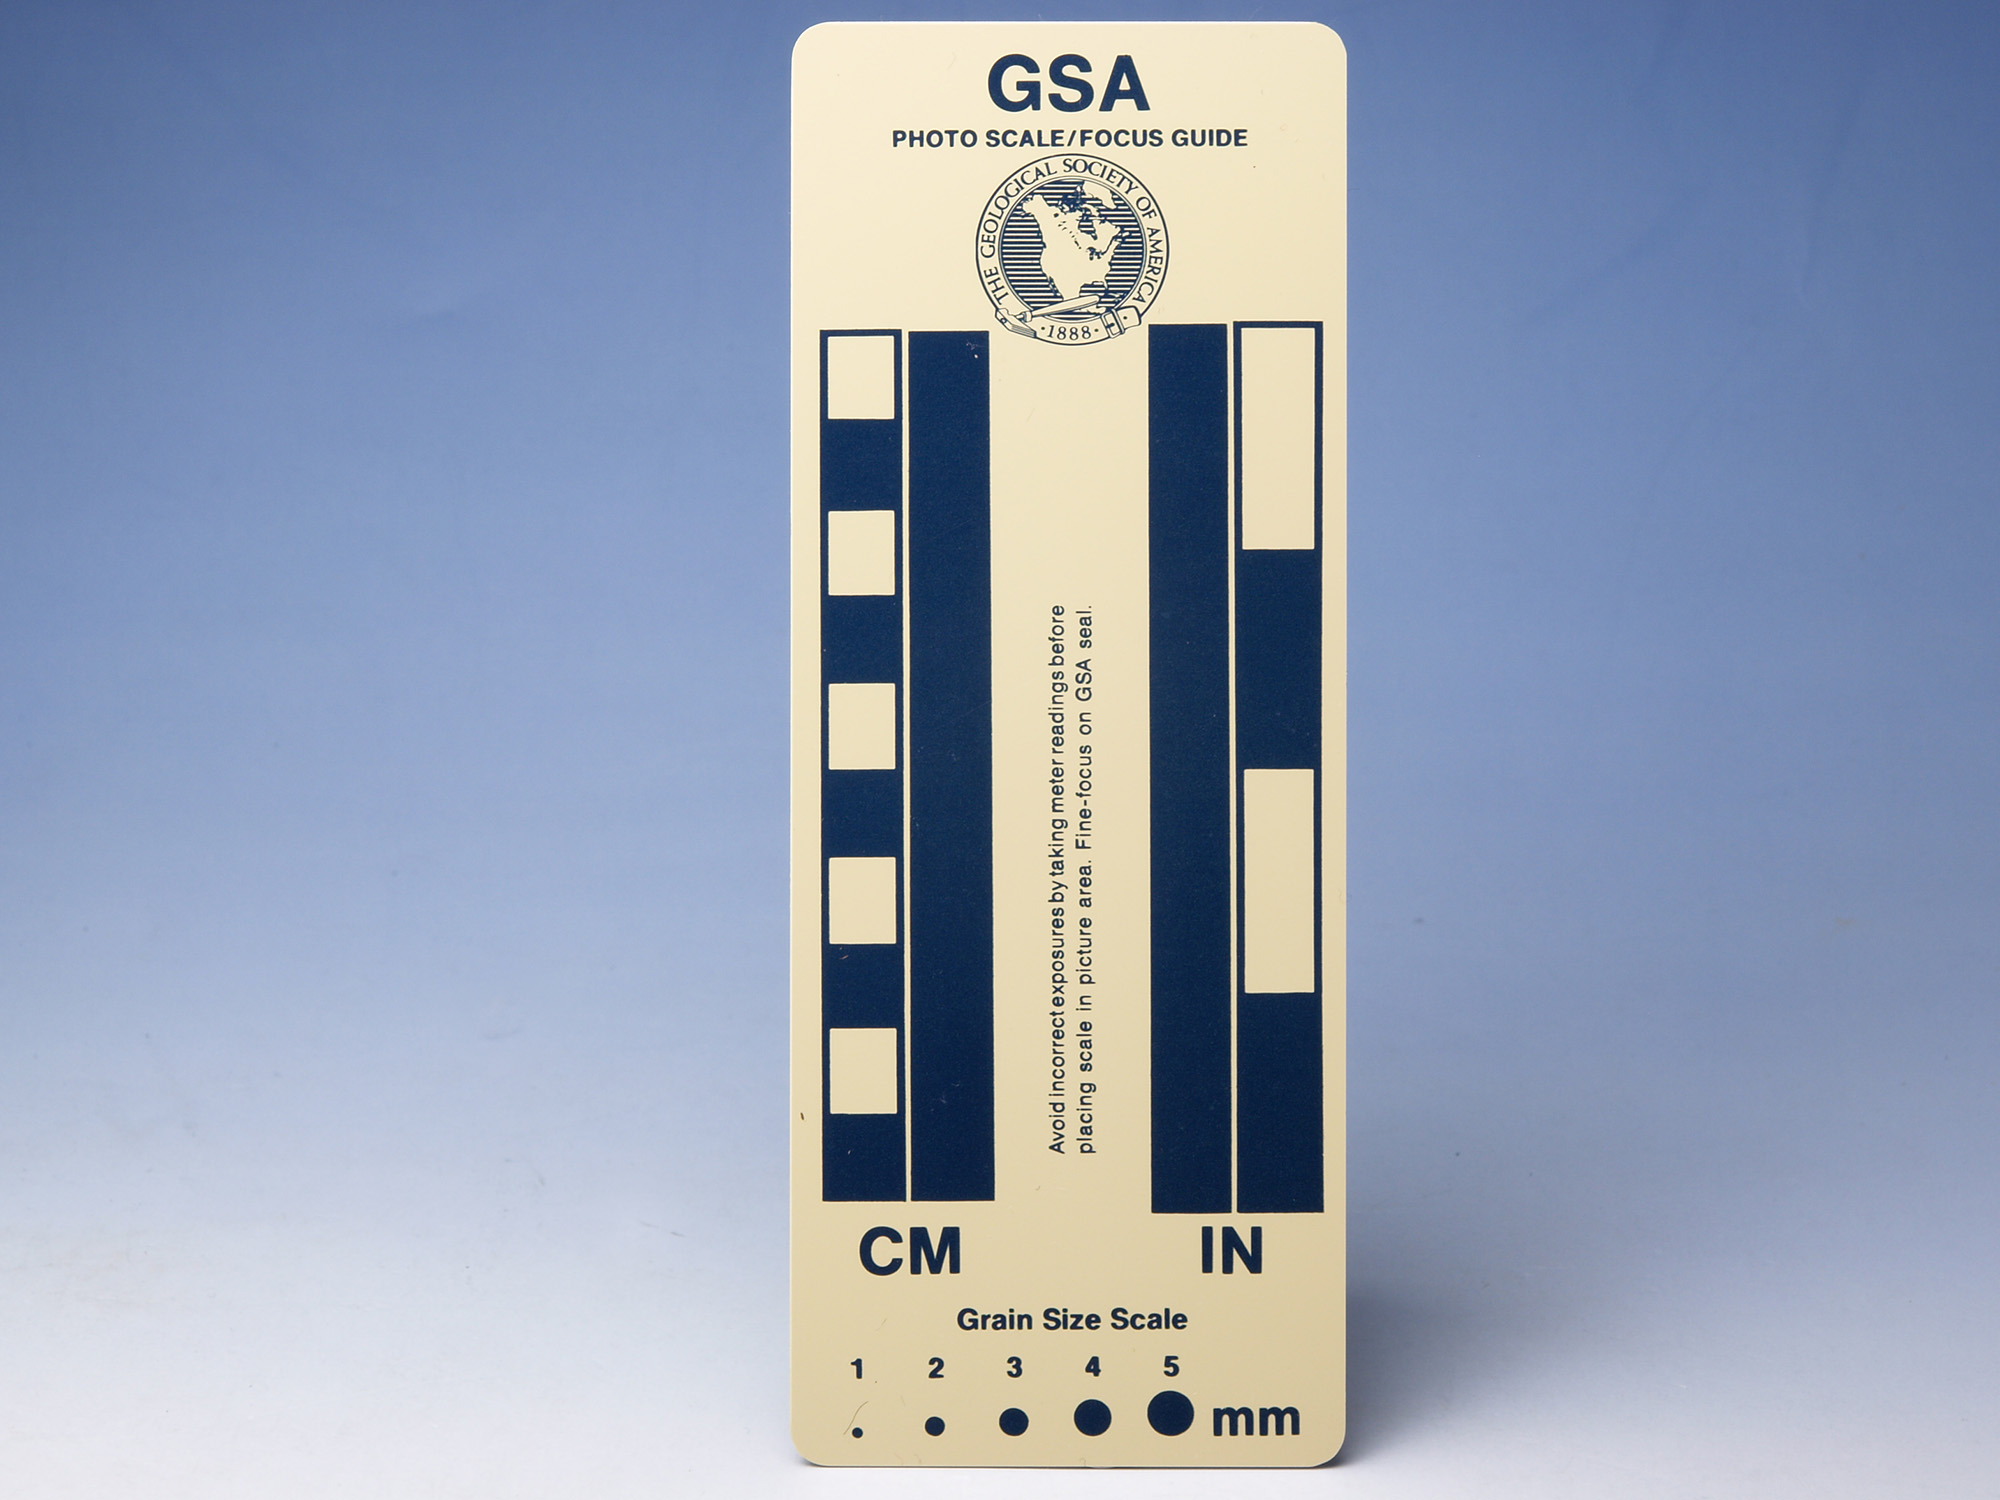 GSA
PHOTO SCALE/FOCUS GUIDE
THE GEOLOGICAL SOCIETY OF AMERICA
·1888·
Avoid incorrect exposures by taking meter readings before
placing scale in picture area. Fine-focus on GSA seal.
CM IN
Grain Size Scale
1 2 3 4 5
mm